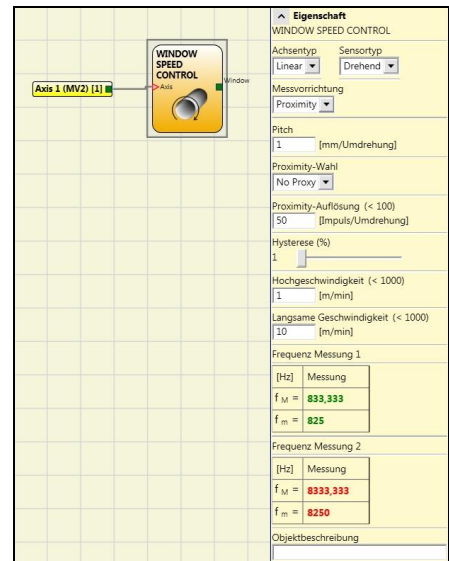 WINDOW
SPEED
CONTROL
Axis
Window
Axis 1 (MV2) [1]
Eigenschaft
WINDOW SPEED CONTROL
Achsentyp Sensortyp
Linear Drehend
Messvorrichtung
Proximity
Pitch
1 [mm/Umdrehung]
Proximity-Wahl
No Proxy
Proximity-Auflösung (< 100)
50 [Impuls/Umdrehung]
Hysterese (%)
1
Hochgeschwindigkeit (< 1000)
1 [m/min]
Langsame Geschwindigkeit (< 1000)
10 [m/min]
Frequenz Messung 1
[Hz] Messung
f M = 833,333
f m = 825
Frequenz Messung 2
[Hz] Messung
f M = 8333,333
f m = 8250
Objektbeschreibung